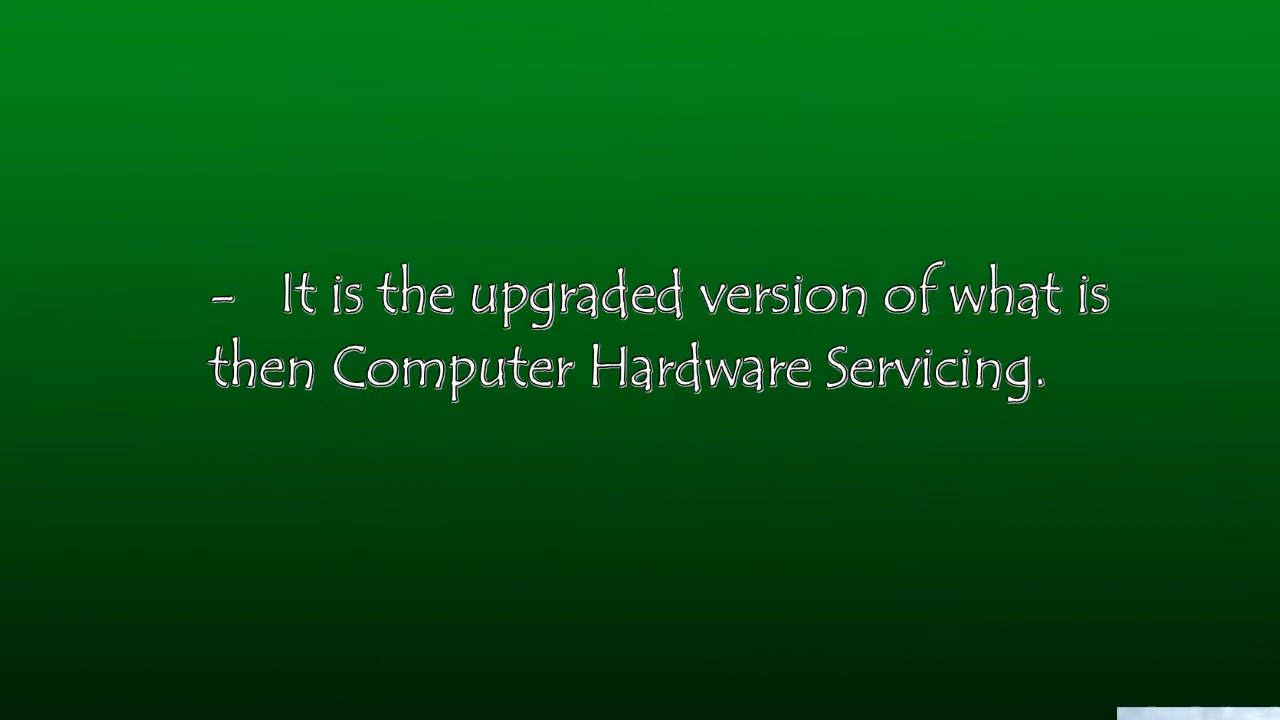 - It is the upgraded version of what is
then Computer Hardware Servicing.